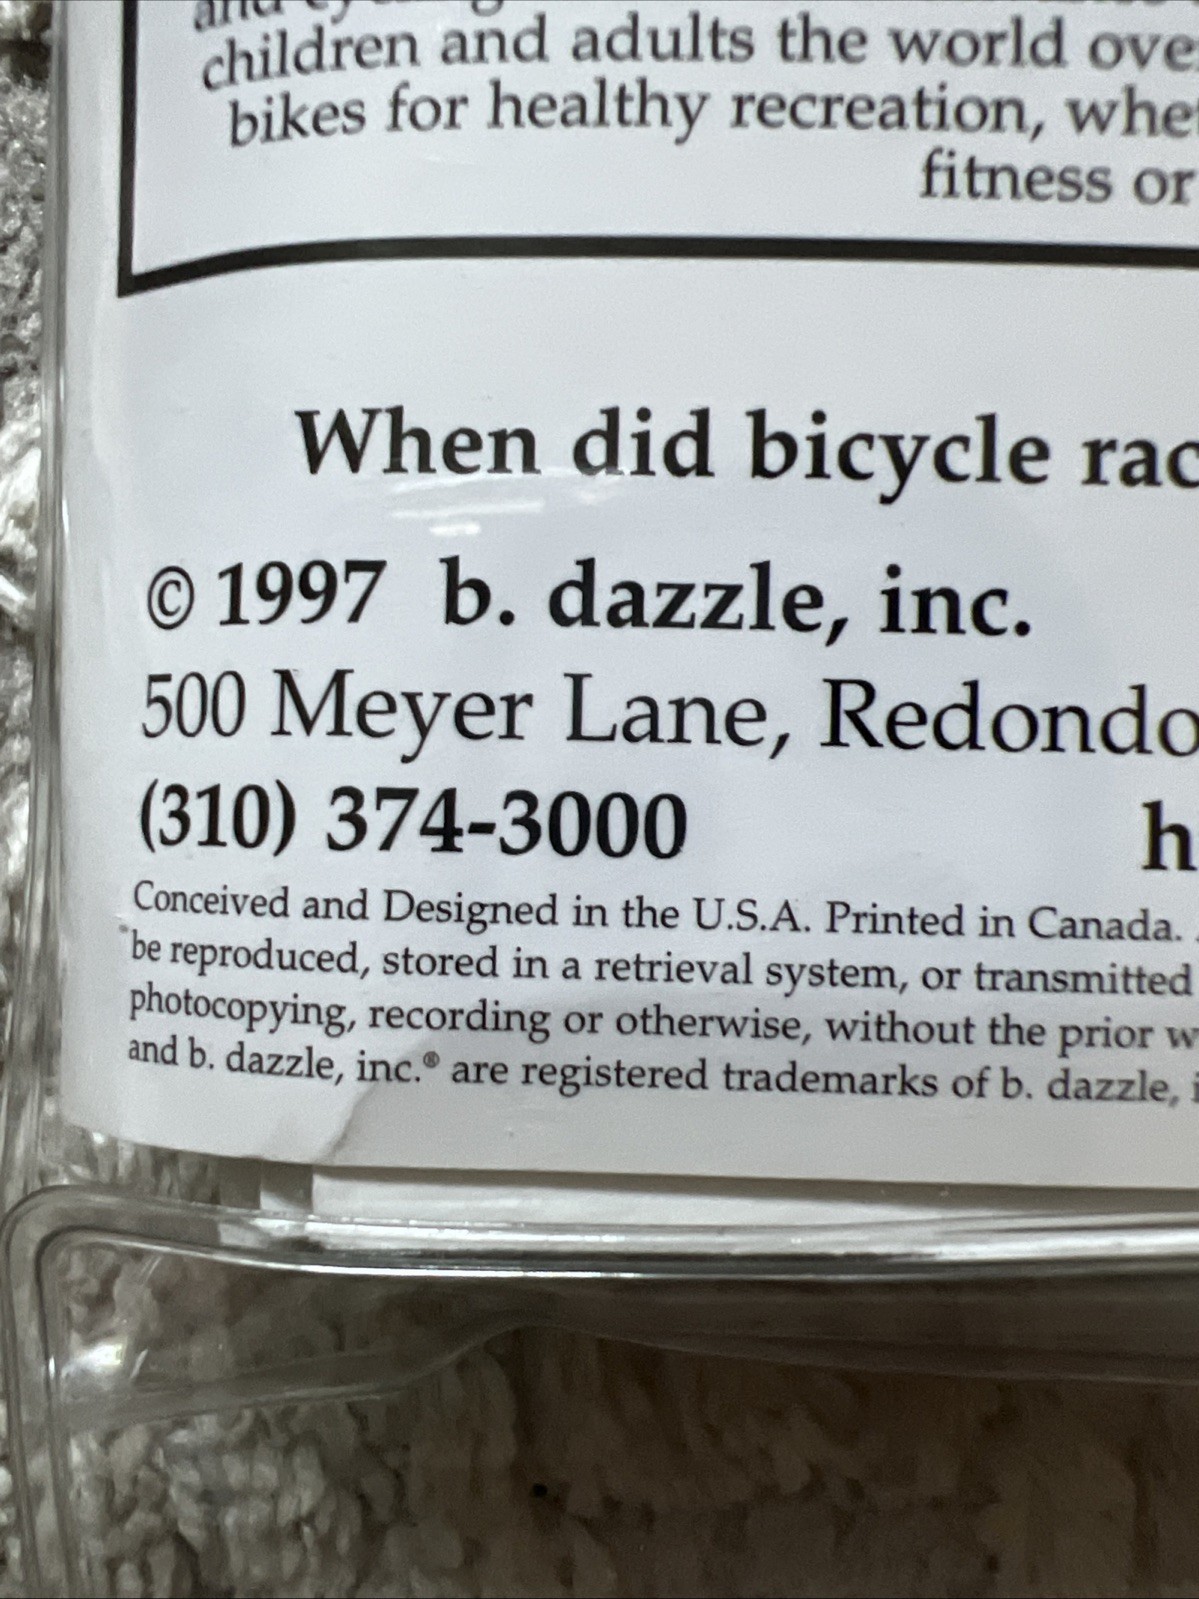 children and adults the world over
bikes for healthy recreation, whe
fitness or
When did bicycle rac
© 1997 b. dazzle, inc.
500 Meyer Lane, Redondo
(310) 374-3000
h
Conceived and Designed in the U.S.A. Printed in Canada.
be reproduced, stored in a retrieval system, or transmitted
photocopying, recording or otherwise, without the prior w
and b. dazzle, inc.® are registered trademarks of b. dazzle, i